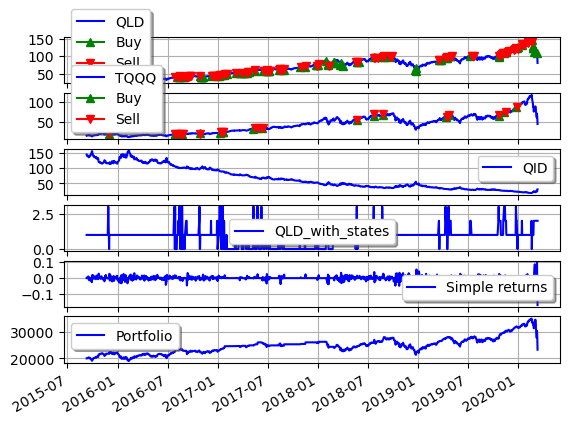 QLD
Buy
Sell
150
100
50
TQQQ
Buy
Sell
100
50
150
100
50
QID
2.5
0.0
QLD_with_states
0.1
0.0
−0.1
Simple returns
30000
20000
Portfolio
2015-07
2016-01
2016-07
2017-01
2017-07
2018-01
2018-07
2019-01
2019-07
2020-01